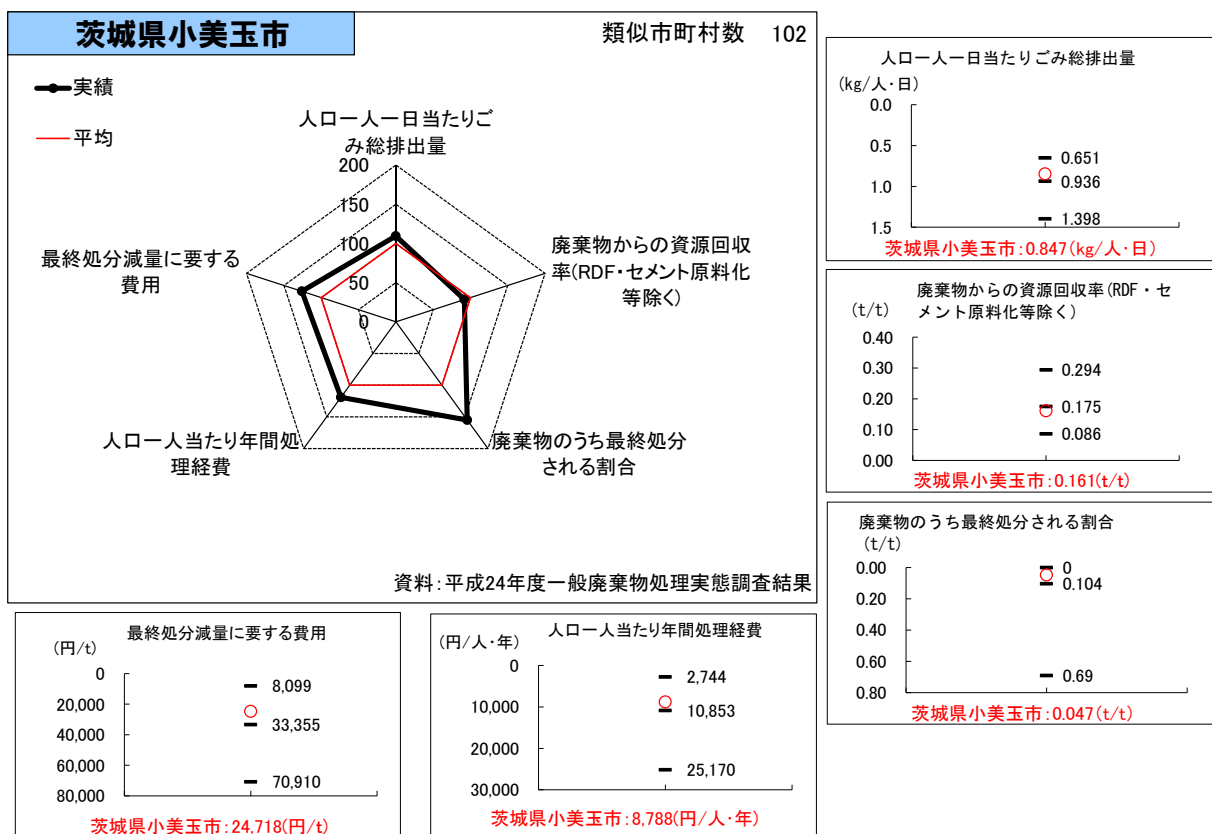 茨城県小美玉市
類似市町村数 102
実績
平均
人口一人一日当たりご
み総排出量
200
150
100
50
0
廃棄物からの資源回収
率(RDF・セメント原料化
等除く)
廃棄物のうち最終処分
される割合
人口一人当たり年間処
理経費
最終処分減量に要する
費用
資料:平成24年度一般廃棄物処理実態調査結果
人口一人一日当たりごみ総排出量
(kg/人・日)
0.0
0.5
1.0
1.5
0.651
0.936
1.398
茨城県小美玉市:0.847(kg/人・日)
廃棄物からの資源回収率(RDF・セ
メント原料化等除く)
(t/t)
0.40
0.30
0.20
0.10
0.00
0.294
0.175
0.086
茨城県小美玉市:0.161(t/t)
廃棄物のうち最終処分される割合
(t/t)
0.00
0.20
0.40
0.60
0.80
0
0.104
0.69
茨城県小美玉市:0.047(t/t)
最終処分減量に要する費用
(円/t)
0
20,000
40,000
60,000
80,000
8,099
33,355
70,910
茨城県小美玉市:24,718(円/t)
人口一人当たり年間処理経費
(円/人・年)
0
10,000
20,000
30,000
2,744
10,853
25,170
茨城県小美玉市:8,788(円/人・年)